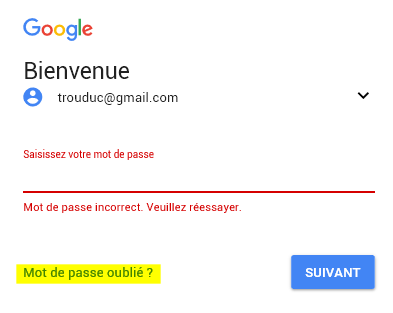 Google
Bienvenue
trouduc@gmail.com
Saisissez votre mot de passe
Mot de passe incorrect. Veuillez réessayer.
Mot de passe oublié ?
SUIVANT